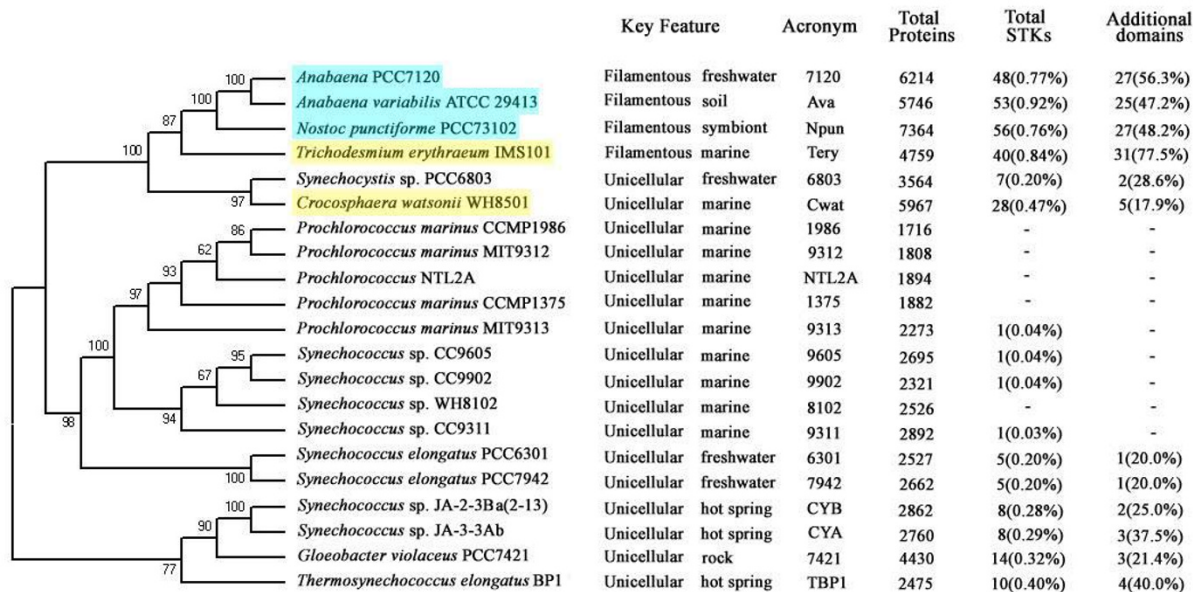 Key Feature Acronym Total Proteins Total STKs Additional domains
100 Anabaena PCC7120 Filamentous freshwater 7120 6214 48(0.77%) 27(56.3%)
100 Anabaena variabilis ATCC 29413 Filamentous soil Ava 5746 53(0.92%) 25(47.2%)
87 Nostoc punctiforme PCC73102 Filamentous symbiont Npun 7364 56(0.76%) 27(48.2%)
100 Trichodesmium erythraeum IMS101 Filamentous marine Tery 4759 40(0.84%) 31(77.5%)
Synechocystis sp. PCC6803 Unicellular freshwater 6803 3564 7(0.20%) 2(28.6%)
97 Crocosphaera watsonii WH8501 Unicellular marine Cwat 5967 28(0.47%) 5(17.9%)
86 Prochlorococcus marinus CCMP1986 Unicellular marine 1986 1716 - -
62 Prochlorococcus marinus MIT9312 Unicellular marine 9312 1808 - -
93 Prochlorococcus NTL2A Unicellular marine NTL2A 1894 - -
97 Prochlorococcus marinus CCMP1375 Unicellular marine 1375 1882 - -
Prochlorococcus marinus MIT9313 Unicellular marine 9313 2273 1(0.04%) -
100 95 Synechococcus sp. CC9605 Unicellular marine 9605 2695 1(0.04%) -
67 Synechococcus sp. CC9902 Unicellular marine 9902 2321 1(0.04%) -
Synechococcus sp. WH8102 Unicellular marine 8102 2526 - -
98 94 Synechococcus sp. CC9311 Unicellular marine 9311 2892 1(0.03%) -
Synechococcus elongatus PCC6301 Unicellular freshwater 6301 2527 5(0.20%) 1(20.0%)
100 Synechococcus elongatus PCC7942 Unicellular freshwater 7942 2662 5(0.20%) 1(20.0%)
100 Synechococcus sp. JA-2-3Ba(2-13) Unicellular hot spring CYB 2862 8(0.28%) 2(25.0%)
90 Synechococcus sp. JA-3-3Ab Unicellular hot spring CYA 2760 8(0.29%) 3(37.5%)
77 Gloeobacter violaceus PCC7421 Unicellular rock 7421 4430 14(0.32%) 3(21.4%)
Thermosynechococcus elongatus BP1 Unicellular hot spring TBP1 2475 10(0.40%) 4(40.0%)